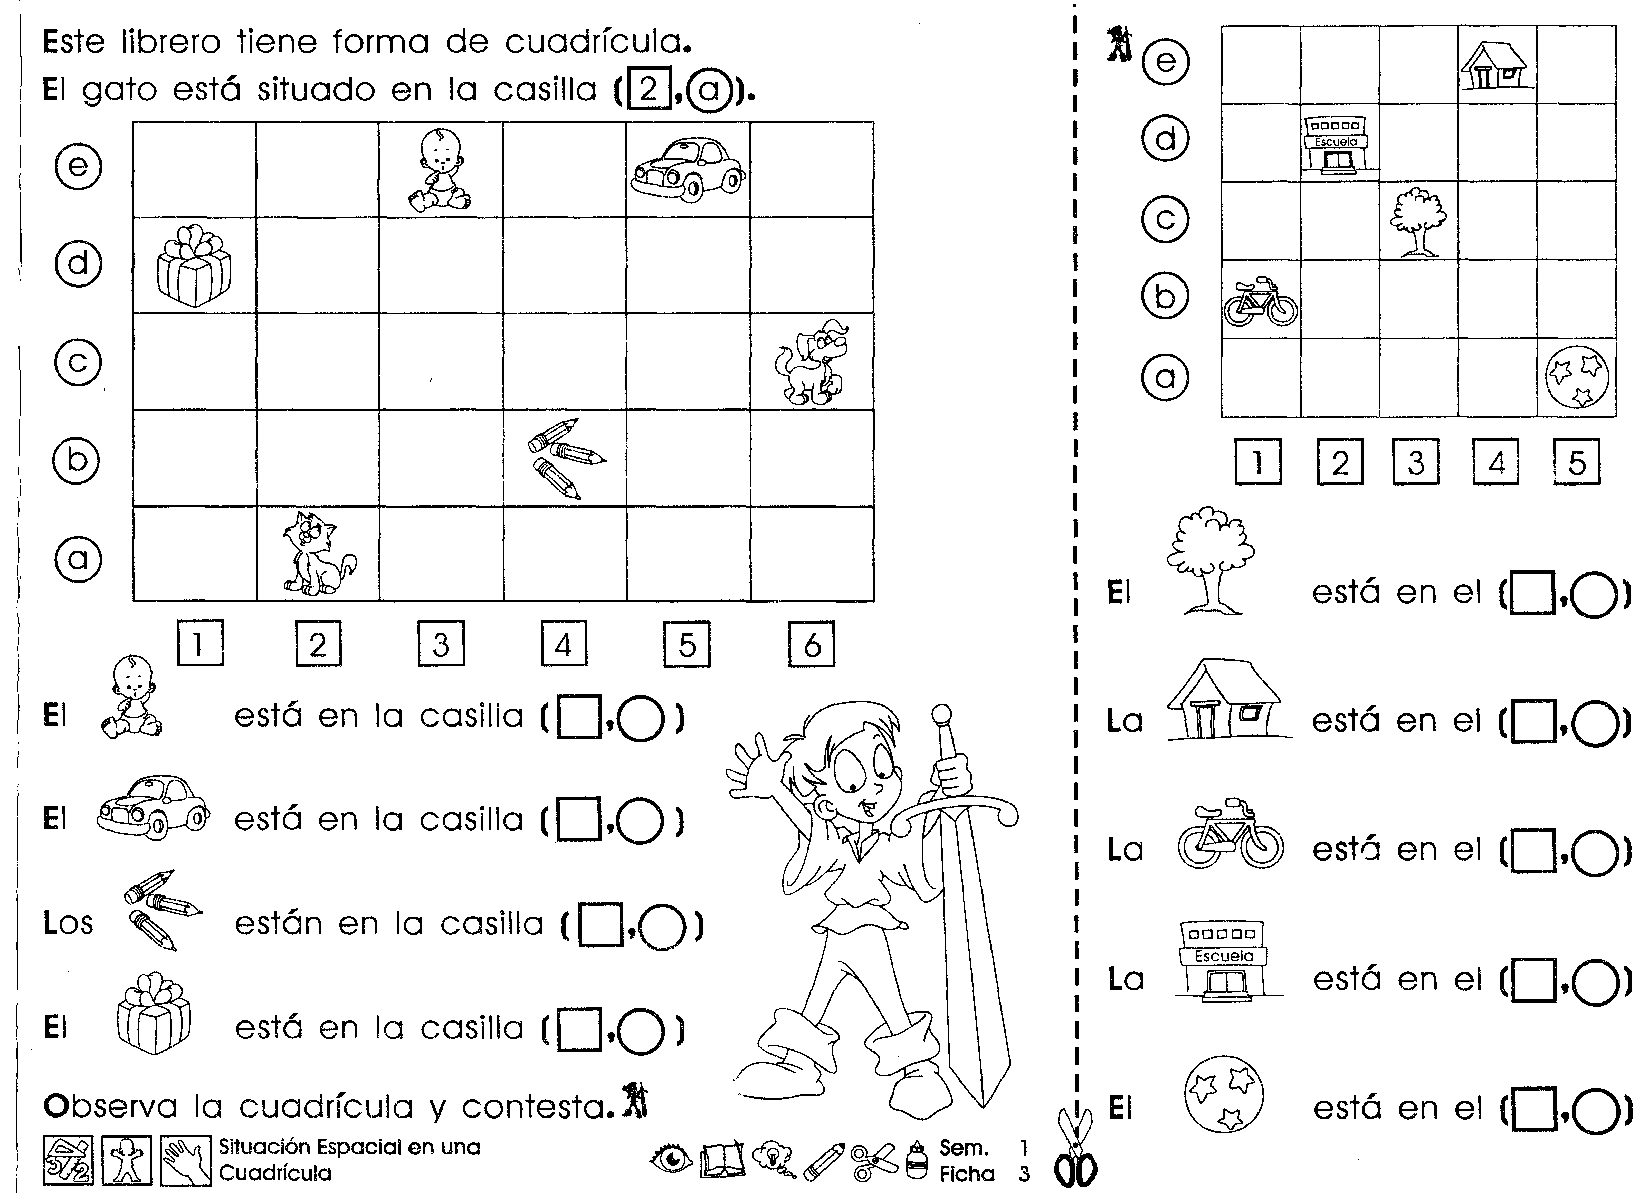 Este librero tiene forma de cuadrícula.
El gato está situado en la casilla (2,a).
e
d
c
b
a
1 2 3 4 5 6
El está en la casilla ( , )
El está en la casilla ( , )
Los están en la casilla ( , )
El está en la casilla ( , )
Observa la cuadrícula y contesta.
Situación Espacial en una
Cuadrícula
Sem. 1
Ficha 3
e
d
Escuela
c
b
a
1 2 3 4 5
El está en el ( , )
La está en el ( , )
La está en el ( , )
La Escuela está en el ( , )
El está en el ( , )